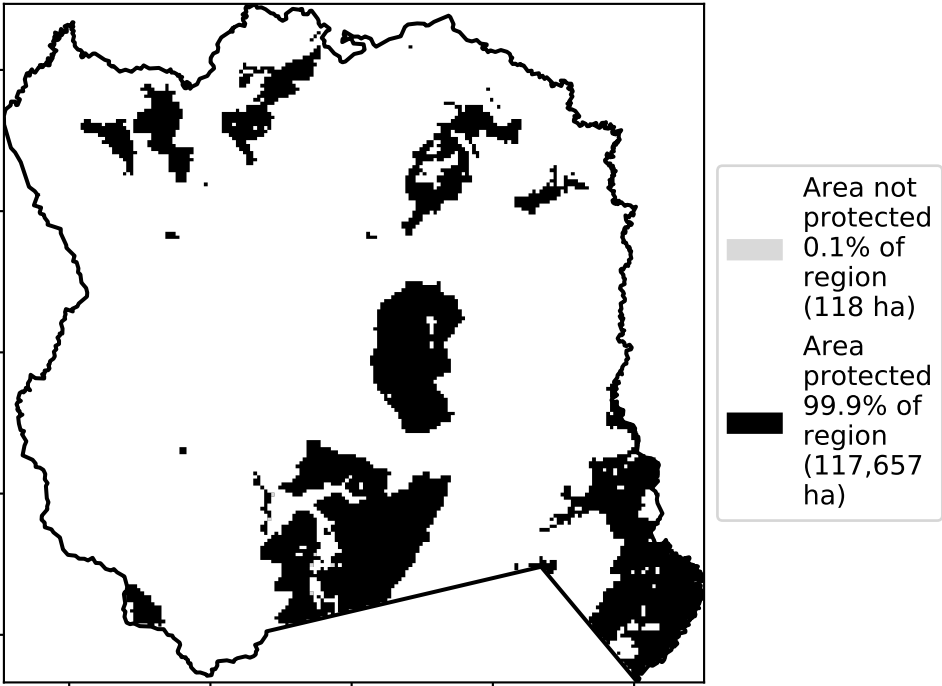 Area not
protected
0.1% of
region
(118 ha)
Area
protected
99.9% of
region
(117,657
ha)